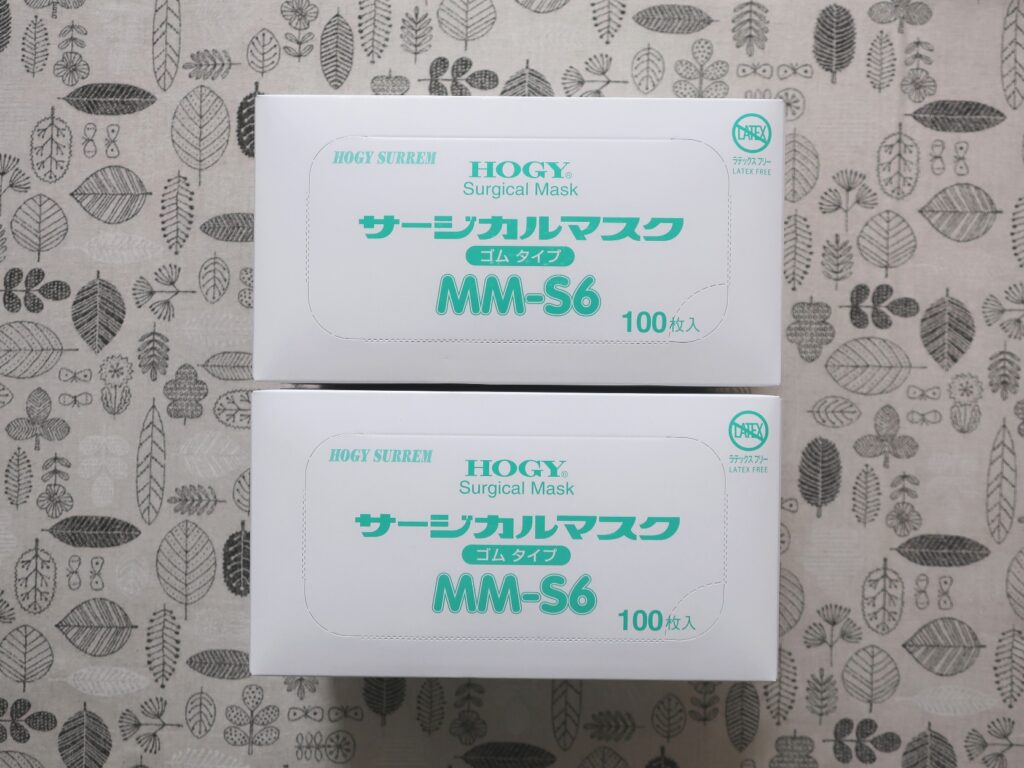 HOGY SURREM
HOGY®
Surgical Mask
サージカルマスク
ゴム タイプ
MM-S6
100枚入
LATEX
ラテックス フリー
LATEX FREE
HOGY SURREM
HOGY®
Surgical Mask
サージカルマスク
ゴム タイプ
MM-S6
100枚入
LATEX
ラテックス フリー
LATEX FREE